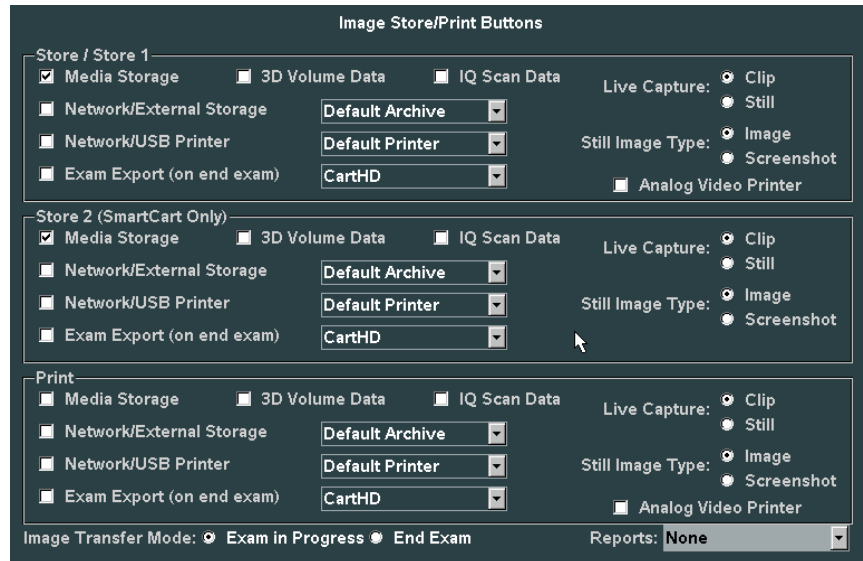 Image Store/Print Buttons
Store / Store 1
Media Storage 3D Volume Data IQ Scan Data Live Capture: Clip
Still
Network/External Storage Default Archive
Network/USB Printer Default Printer Still Image Type: Image
Screenshot
Exam Export (on end exam) CartHD
Analog Video Printer
Store 2 (SmartCart Only)
Media Storage 3D Volume Data IQ Scan Data Live Capture: Clip
Still
Network/External Storage Default Archive
Network/USB Printer Default Printer Still Image Type: Image
Screenshot
Exam Export (on end exam) CartHD
Print
Media Storage 3D Volume Data IQ Scan Data Live Capture: Clip
Still
Network/External Storage Default Archive
Network/USB Printer Default Printer Still Image Type: Image
Screenshot
Exam Export (on end exam) CartHD
Analog Video Printer
Image Transfer Mode: Exam in Progress End Exam Reports: None